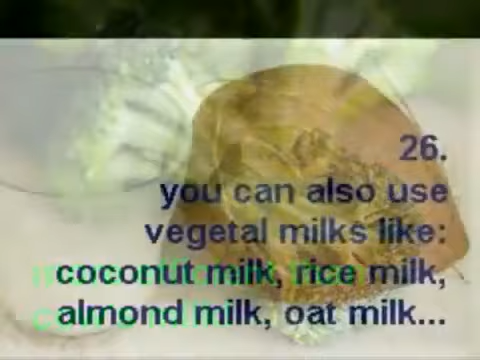 26.
you can also use
vegetal milks like:
coconut milk, rice milk,
almond milk, oat milk...